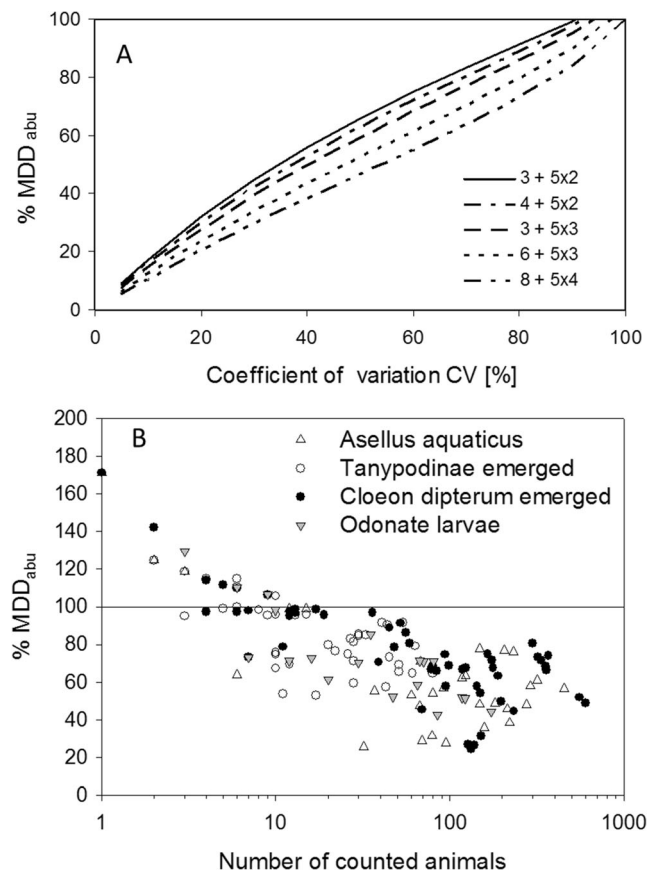 A
% MDD abu
100
80
60
40
20
0
3 + 5x2
4 + 5x2
3 + 5x3
6 + 5x3
8 + 5x4
0 20 40 60 80 100
Coefficient of variation CV [%]
B
% MDDabu
200
180
160
140
120
100
80
60
40
20
0
Asellus aquaticus
Tanypodinae emerged
Cloeon dipterum emerged
Odonate larvae
1 10 100 1000
Number of counted animals